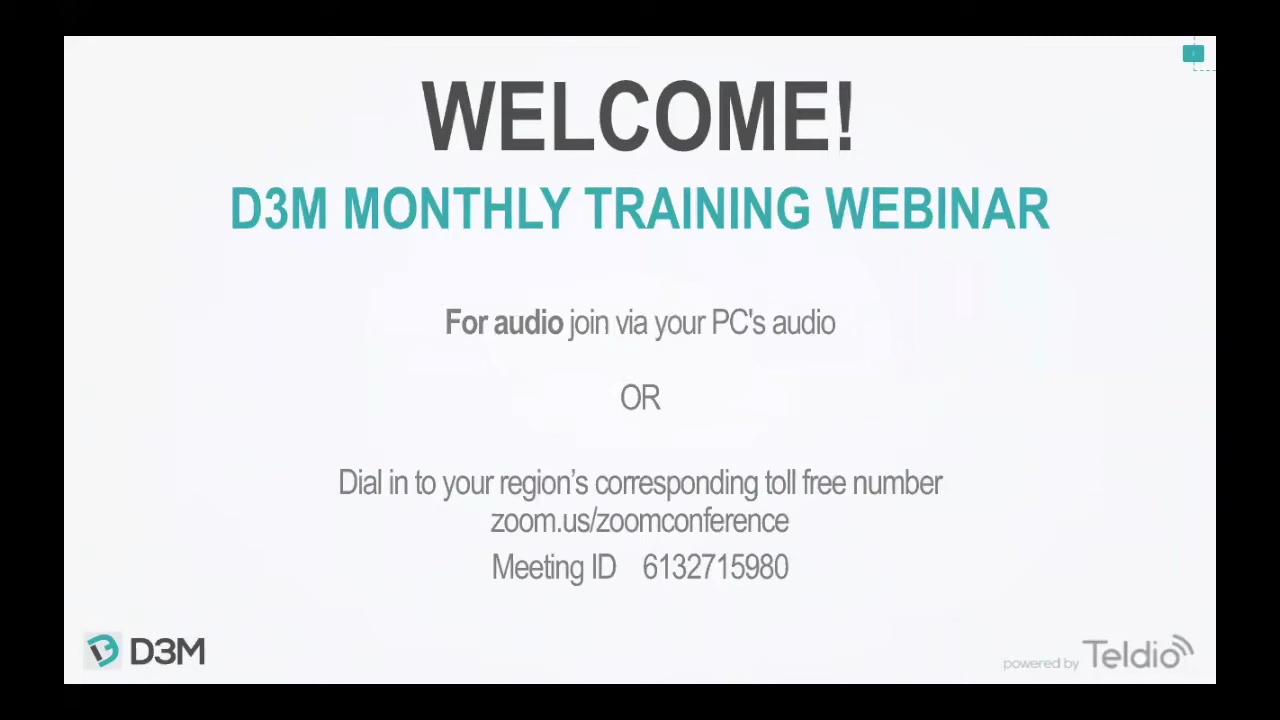 WELCOME!
D3M MONTHLY TRAINING WEBINAR
For audio join via your PC's audio
OR
Dial in to your region’s corresponding toll free number
zoom.us/zoomconference
Meeting ID 6132715980
D3M
powered by Teldio